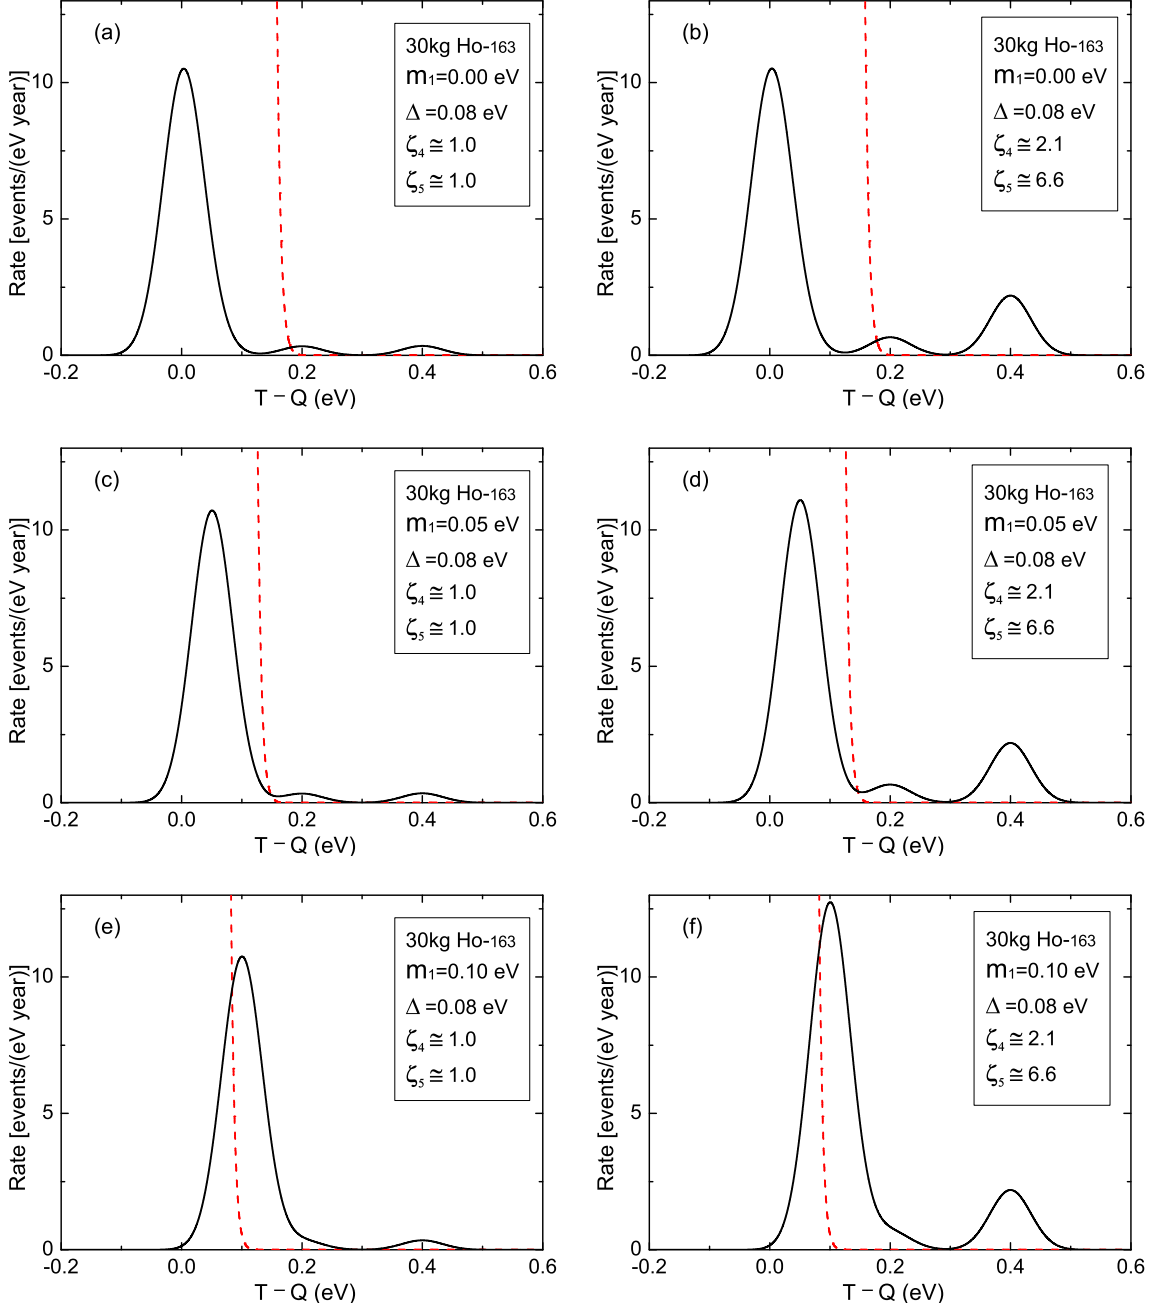 (a)
30kg Ho-163
m₁=0.00 eV
Δ =0.08 eV
ζ₄≅1.0
ζ₅≅1.0
Rate [events/(eV year)]
10
5
0
-0.2 0.0 0.2 0.4 0.6
T − Q (eV)
(b)
30kg Ho-163
m₁=0.00 eV
Δ =0.08 eV
ζ₄≅2.1
ζ₅≅6.6
Rate [events/(eV year)]
10
5
0
-0.2 0.0 0.2 0.4 0.6
T − Q (eV)
(c)
30kg Ho-163
m₁=0.05 eV
Δ =0.08 eV
ζ₄≅1.0
ζ₅≅1.0
Rate [events/(eV year)]
10
5
0
-0.2 0.0 0.2 0.4 0.6
T − Q (eV)
(d)
30kg Ho-163
m₁=0.05 eV
Δ =0.08 eV
ζ₄≅2.1
ζ₅≅6.6
Rate [events/(eV year)]
10
5
0
-0.2 0.0 0.2 0.4 0.6
T − Q (eV)
(e)
30kg Ho-163
m₁=0.10 eV
Δ =0.08 eV
ζ₄≅1.0
ζ₅≅1.0
Rate [events/(eV year)]
10
5
0
-0.2 0.0 0.2 0.4 0.6
T − Q (eV)
(f)
30kg Ho-163
m₁=0.10 eV
Δ =0.08 eV
ζ₄≅2.1
ζ₅≅6.6
Rate [events/(eV year)]
10
5
0
-0.2 0.0 0.2 0.4 0.6
T − Q (eV)